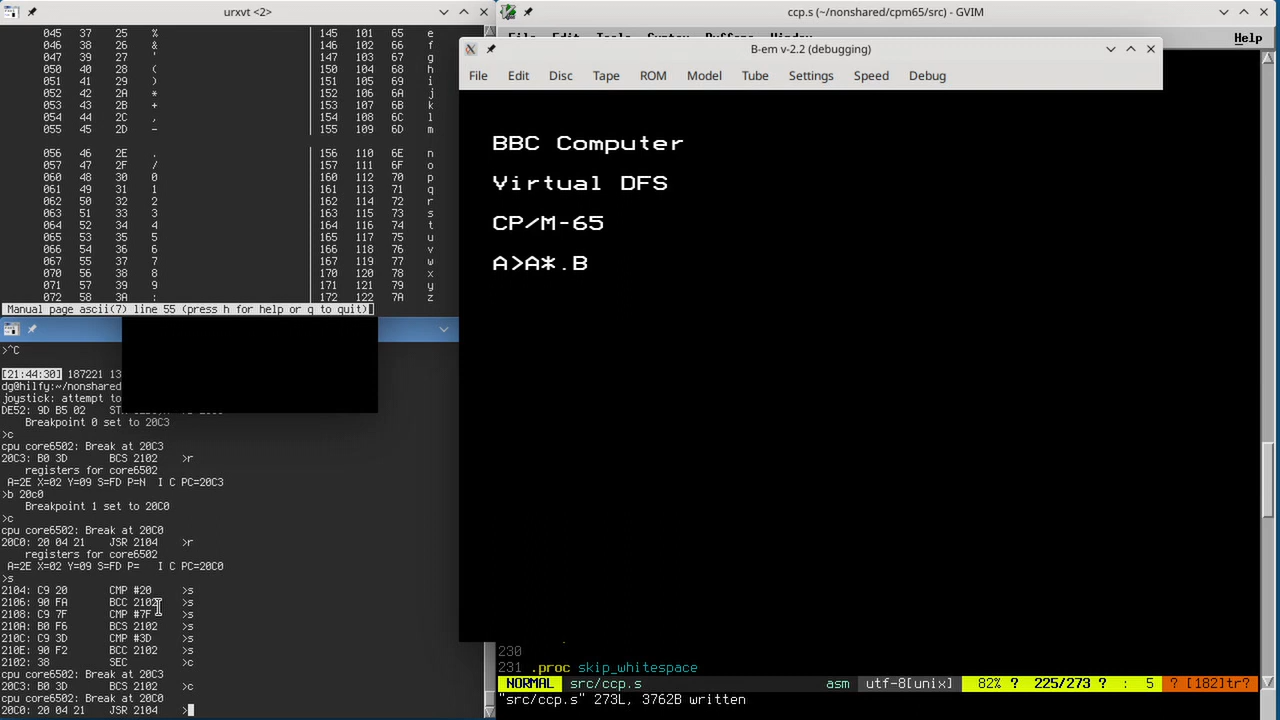 urxvt <2>
045 37 25 % 145 101 65 e
046 38 26 & 146 102 66 f
047 39 27 ' 147 103 67 g
050 40 28 ( 150 104 68 h
051 41 29 ) 151 105 69 i
052 42 2A * 152 106 6A j
053 43 2B + 153 107 6B k
054 44 2C , 154 108 6C l
055 45 2D - 155 109 6D m
056 46 2E . 156 110 6E n
057 47 2F / 157 111 6F o
060 48 30 0 160 112 70 p
061 49 31 1 161 113 71 q
062 50 32 2 162 114 72 r
063 51 33 3 163 115 73 s
064 52 34 4 164 116 74 t
065 53 35 5 165 117 75 u
066 54 36 6 166 118 76 v
067 55 37 7 167 119 77 w
070 56 38 8 170 120 78 x
071 57 39 9 171 121 79 y
072 58 3A : 172 122 7A z
Manual page ascii(7) line 55 (press h for help or q to quit)
>^C
[21:44:30] 187221 13
dg@hilfy:~/nonshared
joystick: attempt to
DE52: 9D B5 02
Breakpoint 0 set to 20C3
>c
cpu core6502: Break at 20C3
20C3: B0 3D BCS 2102 >r
registers for core6502
A=2E X=02 Y=09 S=FD P=N I C PC=20C3
>b 20c0
Breakpoint 1 set to 20C0
>c
cpu core6502: Break at 20C0
20C0: 20 04 21 JSR 2104 >r
registers for core6502
A=2E X=02 Y=09 S=FD P= I C PC=20C0
>s
2104: C9 20 CMP #20 >s
2106: 90 FA BCC 2102 >s
2108: C9 7F CMP #7F >s
210A: B0 F6 BCS 2102 >s
210C: C9 3D CMP #3D >s
210E: 90 F2 BCC 2102 >s
2102: 38 SEC >c
cpu core6502: Break at 20C3
20C3: B0 3D BCS 2102 >c
cpu core6502: Break at 20C0
20C0: 20 04 21 JSR 2104 >
ccp.s (~/nonshared/cpm65/src) - GVIM
File Edit Tools Syntax Buffers Window Help
B-em v-2.2 (debugging)
File Edit Disc Tape ROM Model Tube Settings Speed Debug
BBC Computer
Virtual DFS
CP/M-65
A>A*.B
230
231 .proc skip_whitespace
NORMAL src/ccp.s asm utf-8[unix] 82% ? 225/273 ? : 5 ? [182]tr?
"src/ccp.s" 273L, 3762B written